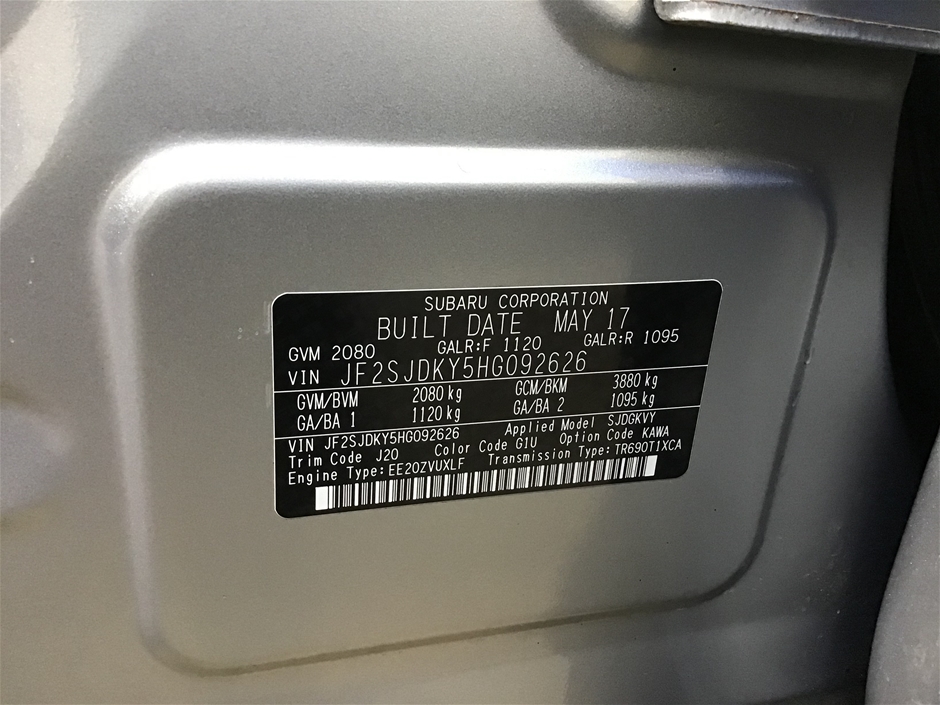 SUBARU CORPORATION
BUILT DATE MAY 17
GVM 2080 GALR:F 1120 GALR:R 1095
VIN JF2SJDKY5HG092626
GVM/BVM 2080 kg GCM/BKM 3880 kg
GA/BA 1 1120 kg GA/BA 2 1095 kg
VIN JF2SJDKY5HG092626 Applied Model SJDGKVY
Trim Code J20 Color Code G1U Option Code KAWA
Engine Type:EE20ZVUXLF Transmission Type:TR690T1XCA